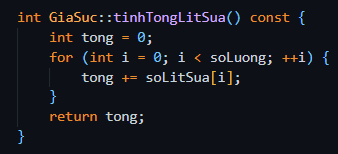 int GiaSuc::tinhTongLitSua() const {
    int tong = 0;
    for (int i = 0; i < soLuong; ++i) {
        tong += soLitSua[i];
    }
    return tong;
}